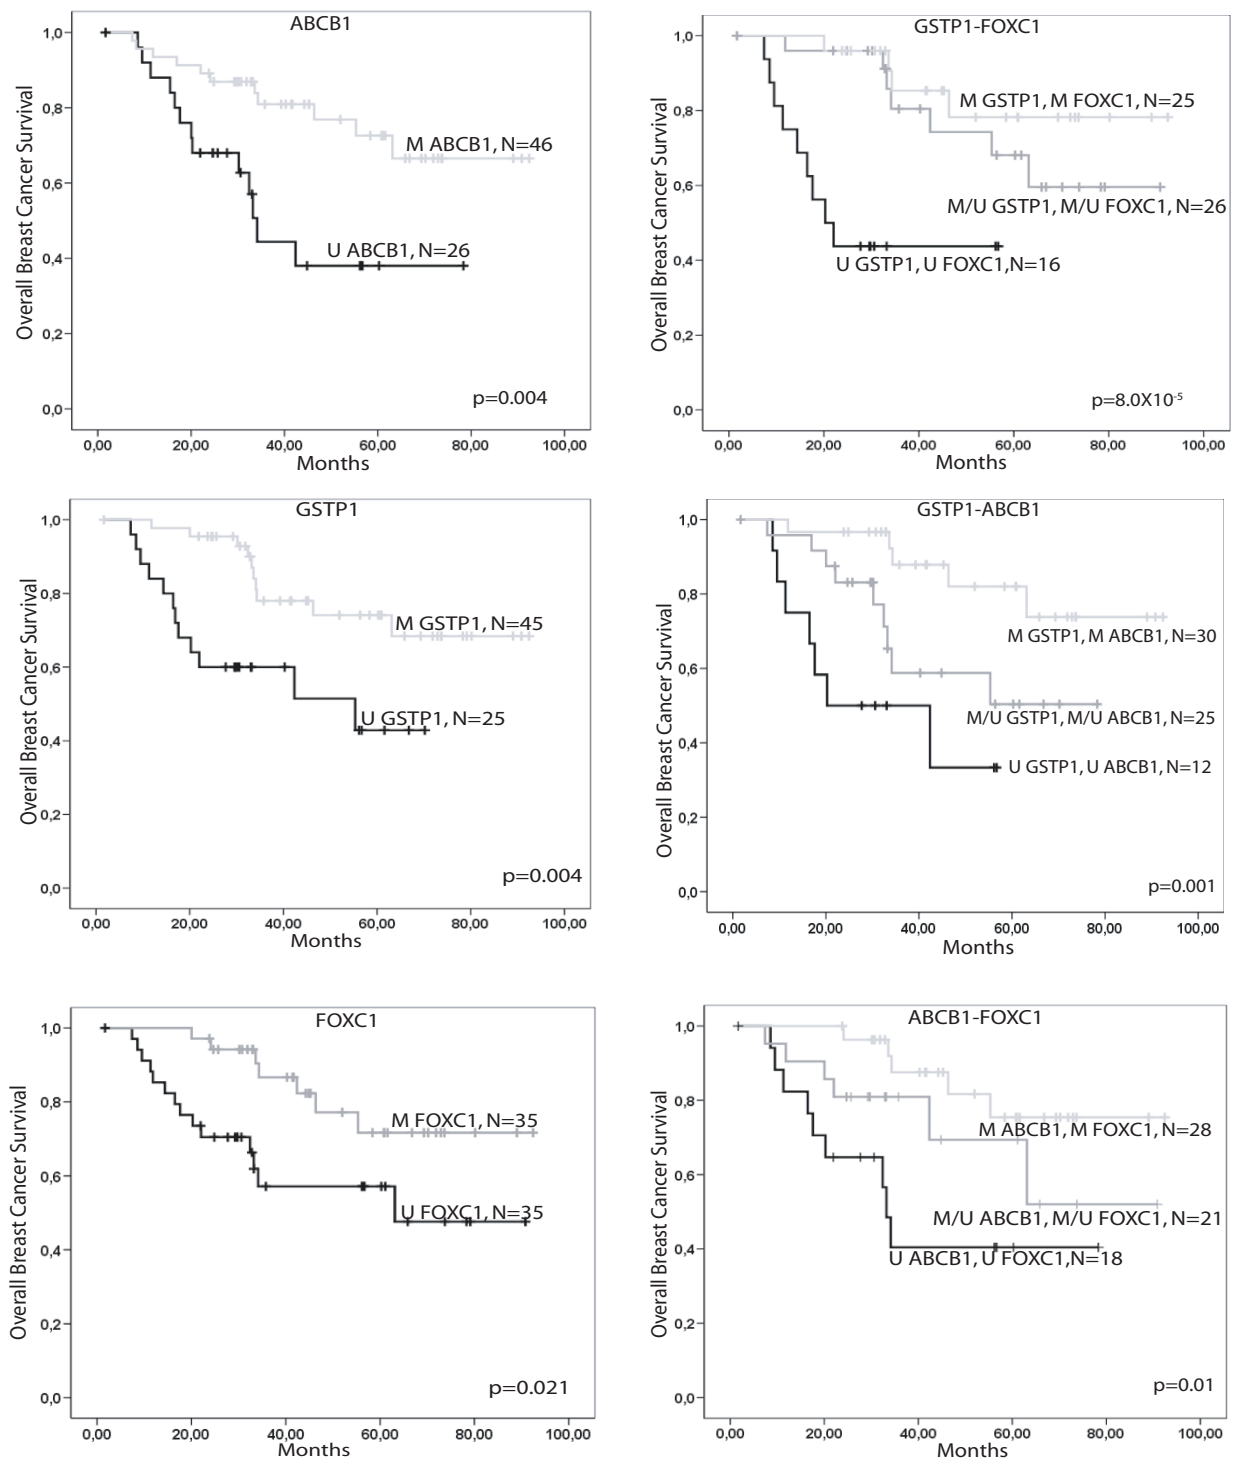 ABCB1
Overall Breast Cancer Survival
1,0
0,8
0,6
0,4
0,2
0,0
M ABCB1, N=46
U ABCB1, N=26
p=0.004
0,00 20,00 40,00 60,00 80,00 100,00
Months
GSTP1-FOXC1
Overall Breast Cancer Survival
1,0
0,8
0,6
0,4
0,2
0,0
M GSTP1, M FOXC1, N=25
M/U GSTP1, M/U FOXC1, N=26
U GSTP1, U FOXC1,N=16
p=8.0X10⁻⁵
0,00 20,00 40,00 60,00 80,00 100,00
Months
GSTP1
Overall Breast Cancer Survival
1,0
0,8
0,6
0,4
0,2
0,0
M GSTP1, N=45
U GSTP1, N=25
p=0.004
0,00 20,00 40,00 60,00 80,00 100,00
Months
GSTP1-ABCB1
Overall Breast Cancer Survival
1,0
0,8
0,6
0,4
0,2
0,0
M GSTP1, M ABCB1, N=30
M/U GSTP1, M/U ABCB1, N=25
U GSTP1, U ABCB1, N=12
p=0.001
0,00 20,00 40,00 60,00 80,00 100,00
Months
FOXC1
Overall Breast Cancer Survival
1,0
0,8
0,6
0,4
0,2
0,0
M FOXC1, N=35
U FOXC1, N=35
p=0.021
0,00 20,00 40,00 60,00 80,00 100,00
Months
ABCB1-FOXC1
Overall Breast Cancer Survival
1,0
0,8
0,6
0,4
0,2
0,0
M ABCB1, M FOXC1, N=28
M/U ABCB1, M/U FOXC1, N=21
U ABCB1, U FOXC1,N=18
p=0.01
0,00 20,00 40,00 60,00 80,00 100,00
Months